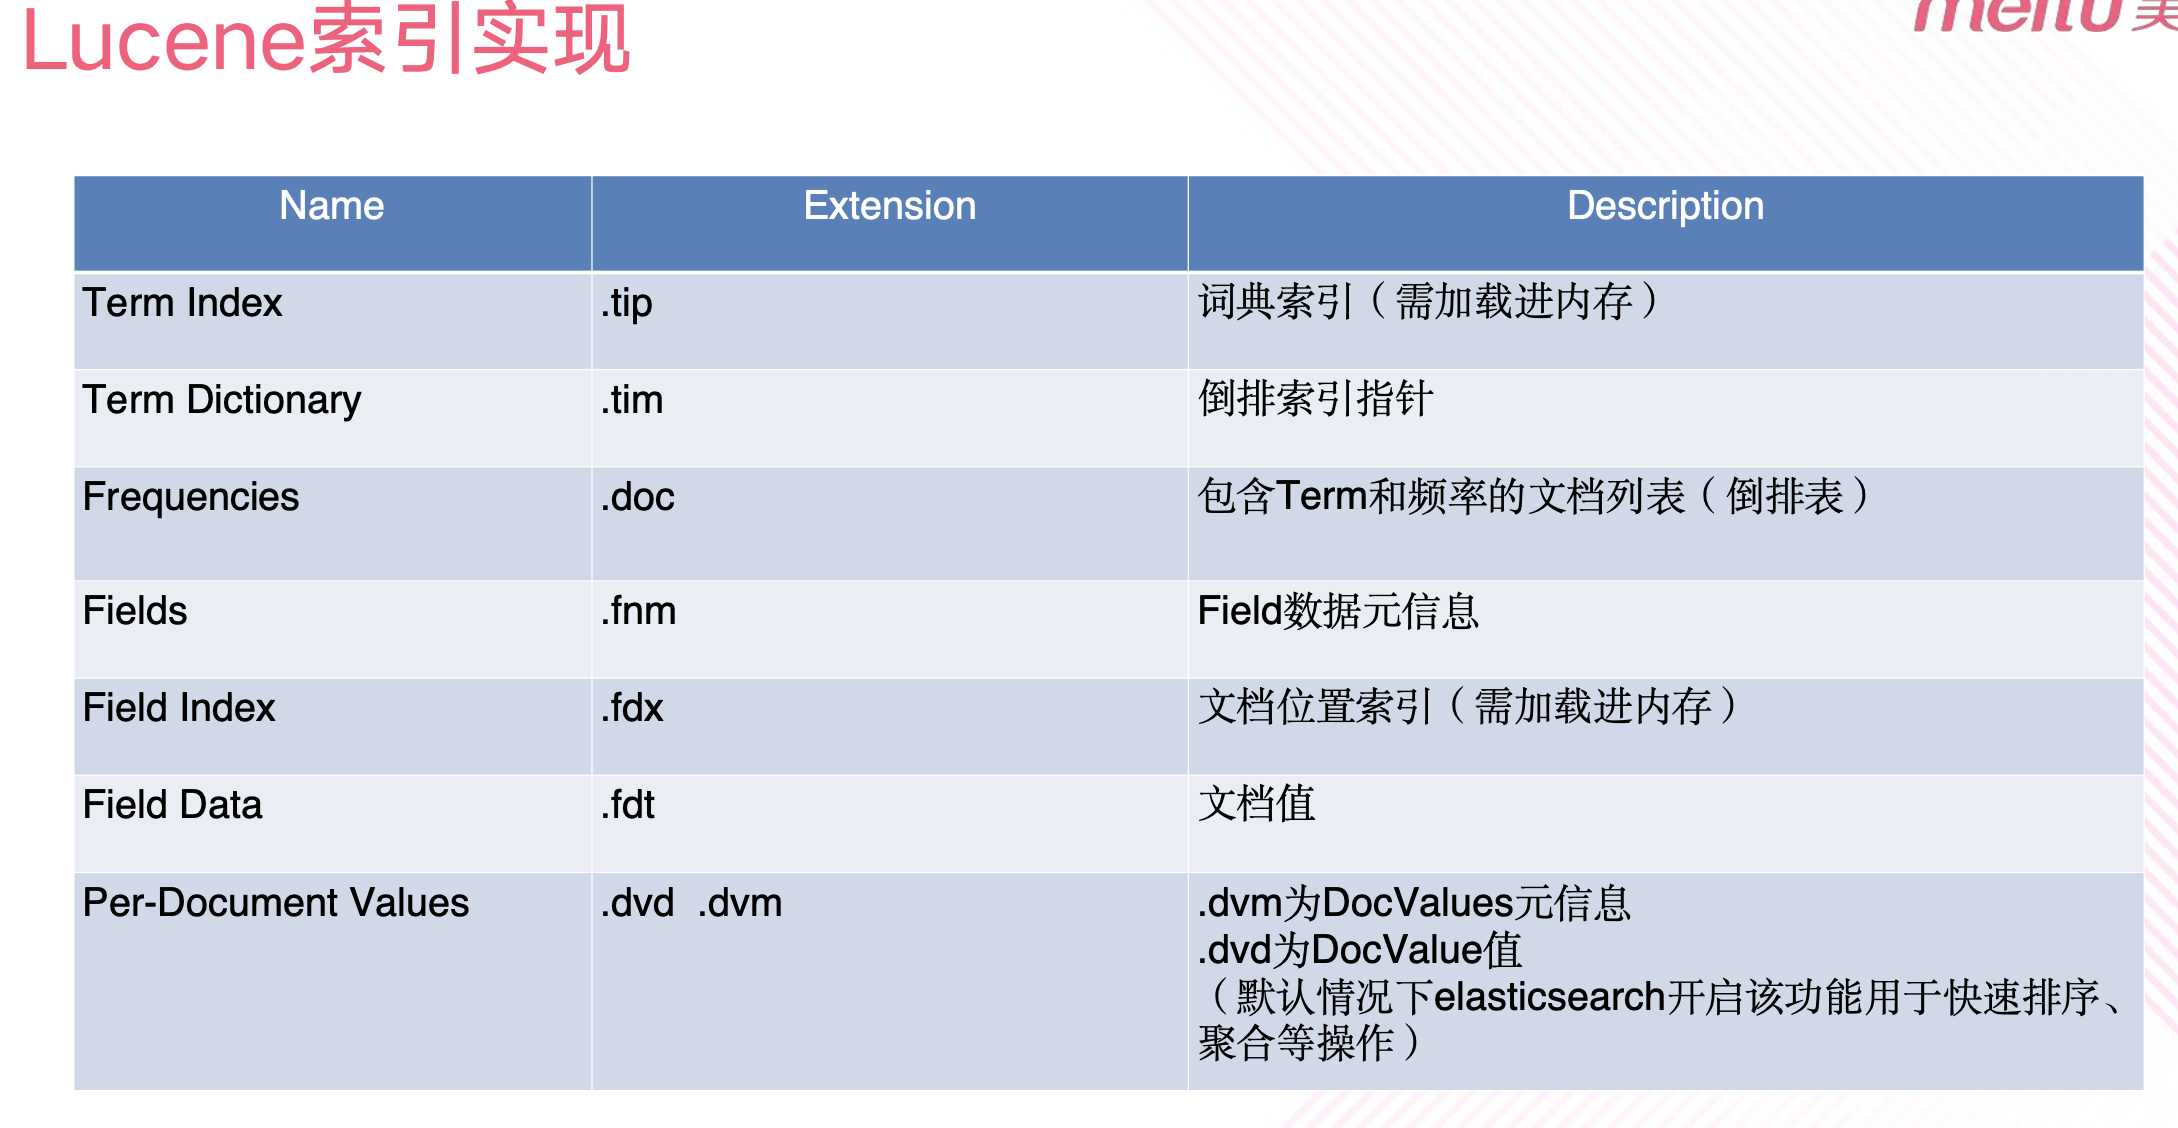 Lucene索引实现
meitu美
Name Extension Description
Term Index .tip 词典索引（需加载进内存）
Term Dictionary .tim 倒排索引指针
Frequencies .doc 包含Term和频率的文档列表（倒排表）
Fields .fnm Field数据元信息
Field Index .fdx 文档位置索引（需加载进内存）
Field Data .fdt 文档值
Per-Document Values .dvd .dvm .dvm为DocValues元信息
.dvd为DocValue值
（默认情况下elasticsearch开启该功能用于快速排序、
聚合等操作）